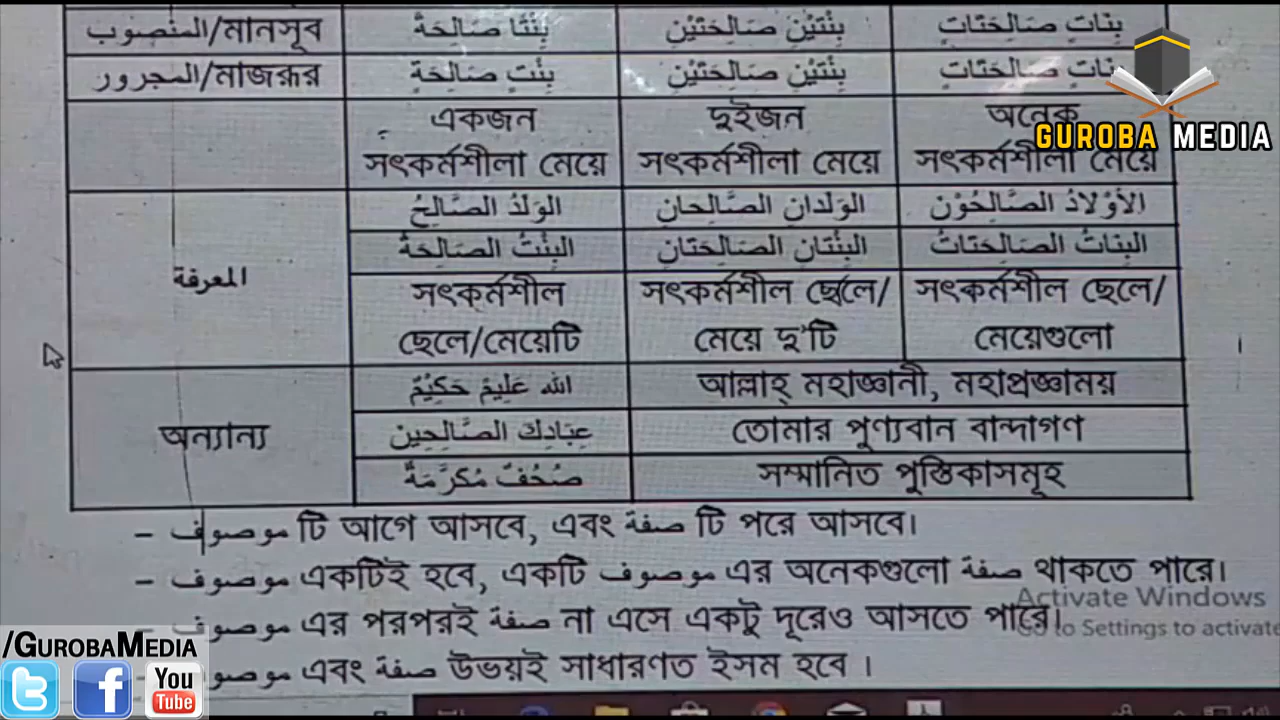 المنصوب/মানসূব بِنْتًا صَالِحَةً بِنْتَيْنِ صَالِحَتَيْنِ بِنَاتٍ صَالِحَتَاتٍ
المجرور/মাজরূর بِنْتٍ صَالِحَةٍ بِنْتَيْنِ صَالِحَتَيْنِ صَالِحَتَاتٍ
একজন দুইজন অনেক
সৎকর্মশীলা মেয়ে সৎকর্মশীলা মেয়ে সৎকর্মশীলা মেয়ে
GUROBA MEDIA
الوَلَدُ الصَّالِحُ الوَلَدَانِ الصَّالِحانِ الأَوْلَادُ الصَّالِحُوْنَ
المعرفة
البِنْتُ الصَالِحَةُ البِنْتَانِ الصَالِحَتَانِ البِنَاتُ الصَالِحَتَاتُ
সৎকর্মশীল সৎকর্মশীল ছেলে/ সৎকর্মশীল ছেলে/
ছেলে/মেয়েটি মেয়ে দু'টি মেয়েগুলো
অন্যান্য
الله عَلِيمٌ حَكِيْمٌ আল্লাহ্ মহাজ্ঞানী, মহাপ্রজ্ঞাময়
عِبَادِكَ الصَّالِحِين তোমার পুণ্যবান বান্দাগণ
صُحُفٌ مُكَرَّمَةٌ সম্মানিত পুস্তিকাসমূহ
– موصوف টি আগে আসবে, এবং صفة টি পরে আসবে।
– موصوف একটিই হবে, একটি موصوف এর অনেকগুলো صفة থাকতে পারে।
– موصوف এর পরপরই صفة না এসে একটু দূরেও আসতে পারে।
موصوف এবং صفة উভয়ই সাধারণত ইসম হবে ।
Activate Windows
Go to Settings to activate
/GUROBAMEDIA
You
Tube